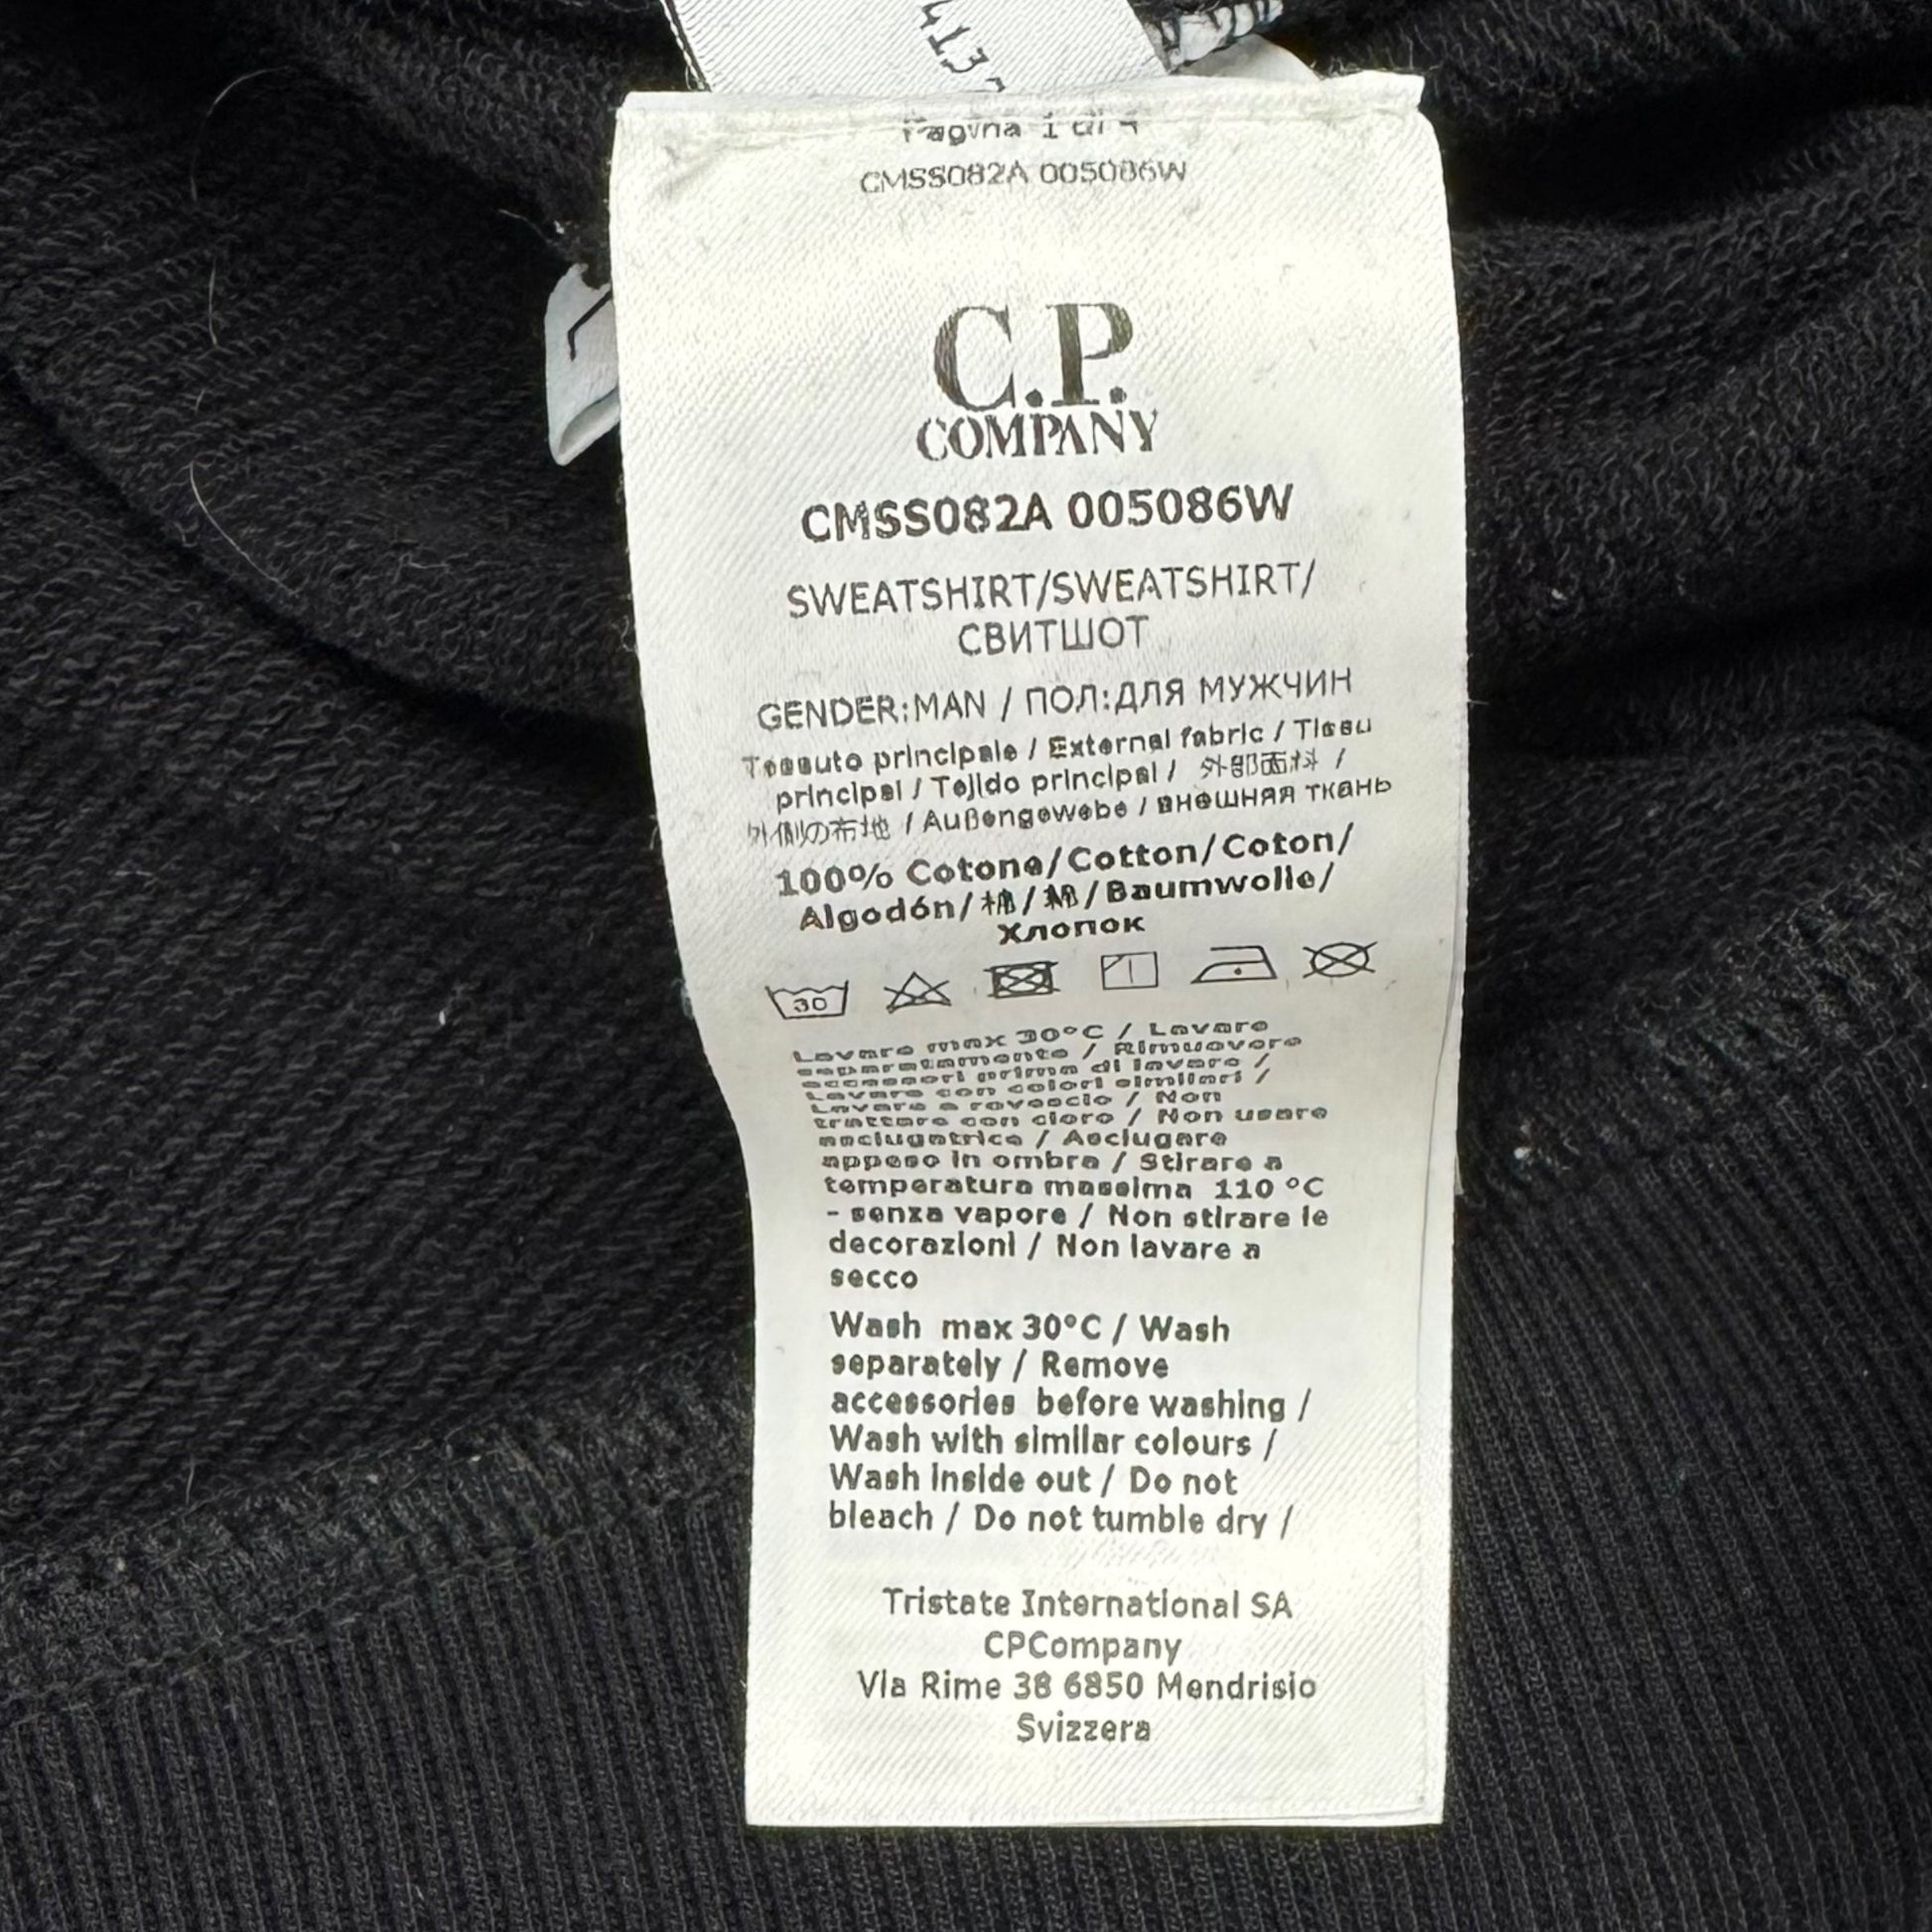 413
Pagina 1 di 4
CMSS082A 005086W
C.P.
COMPANY
CMSS082A 005086W
SWEATSHIRT/SWEATSHIRT/
СВИТШОТ
GENDER:MAN / ПОЛ:ДЛЯ МУЖЧИН
Tessuto principale / External fabric / Tissu
principal / Tejido principal / 外部面料 /
外側の布地 / Außengewebe / внешняя ткань
100% Cotone/Cotton/Coton/
Algodón/棉/綿/Baumwolle/
Хлопок
30
Lavare max 30°C / Lavare
separatamente / Rimuovere
accessori prima di lavare /
Lavare con colori similari /
Lavare a rovescio / Non
trattare con cloro / Non usare
asciugatrice / Asciugare
appeso in ombra / Stirare a
temperatura massima 110 °C
- senza vapore / Non stirare le
decorazioni / Non lavare a
secco
Wash max 30°C / Wash
separately / Remove
accessories before washing /
Wash with similar colours /
Wash inside out / Do not
bleach / Do not tumble dry /
Tristate International SA
CPCompany
Via Rime 38 6850 Mendrisio
Svizzera